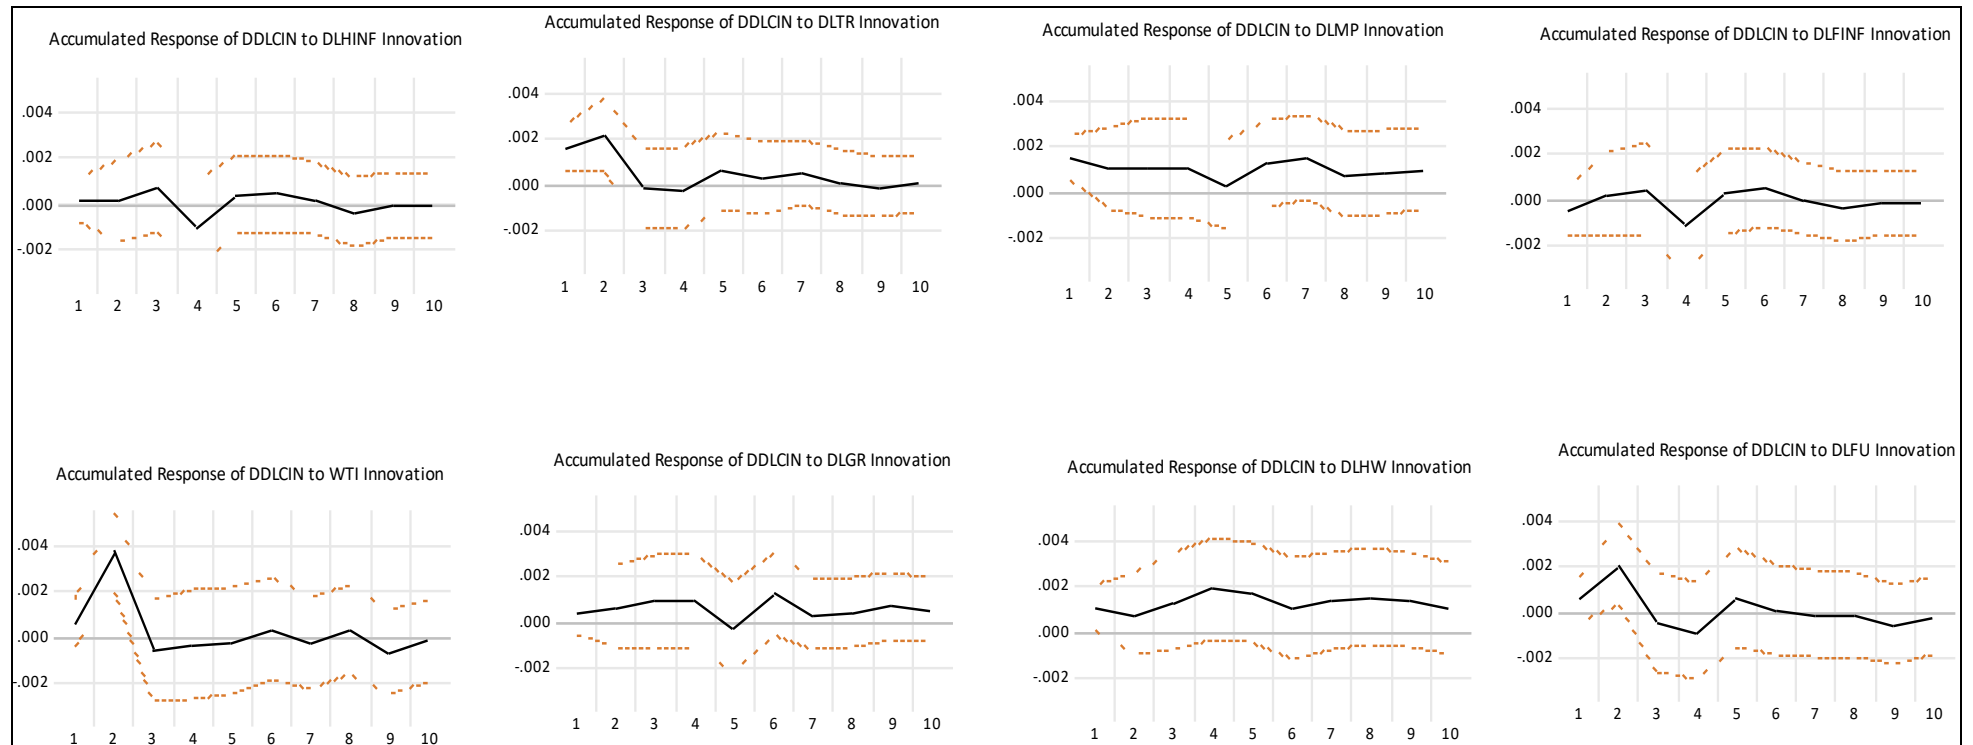 Accumulated Response of DDLCIN to DLHINF Innovation
.004
.002
.000
-.002
1 2 3 4 5 6 7 8 9 10
Accumulated Response of DDLCIN to DLTR Innovation
.004
.002
.000
-.002
1 2 3 4 5 6 7 8 9 10
Accumulated Response of DDLCIN to DLMP Innovation
.004
.002
.000
-.002
1 2 3 4 5 6 7 8 9 10
Accumulated Response of DDLCIN to DLFINF Innovation
.004
.002
.000
-.002
1 2 3 4 5 6 7 8 9 10
Accumulated Response of DDLCIN to WTI Innovation
.004
.002
.000
-.002
1 2 3 4 5 6 7 8 9 10
Accumulated Response of DDLCIN to DLGR Innovation
.004
.002
.000
-.002
1 2 3 4 5 6 7 8 9 10
Accumulated Response of DDLCIN to DLHW Innovation
.004
.002
.000
-.002
1 2 3 4 5 6 7 8 9 10
Accumulated Response of DDLCIN to DLFU Innovation
.004
.002
.000
-.002
1 2 3 4 5 6 7 8 9 10